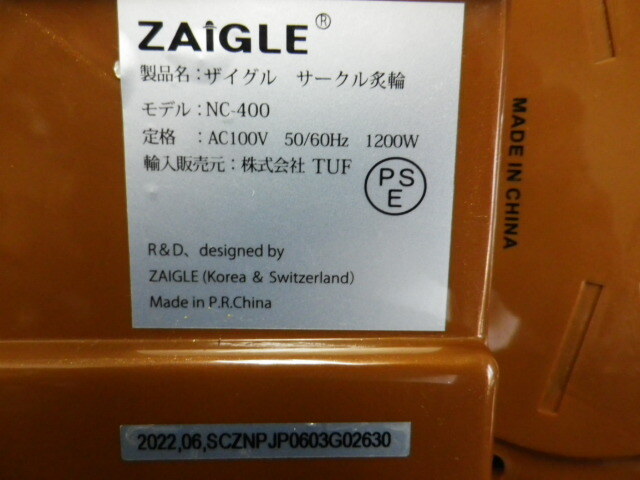 ZAIGLE®
製品名：ザイグル　サークル炙輪
モデル：NC-400
定格　：AC100V　50/60Hz　1200W
輸入販売元：株式会社 TUF
PSE
R&D、designed by
ZAIGLE (Korea & Switzerland)
Made in P.R.China
MADE IN CHINA
2022,06,SCZNPJP0603G02630